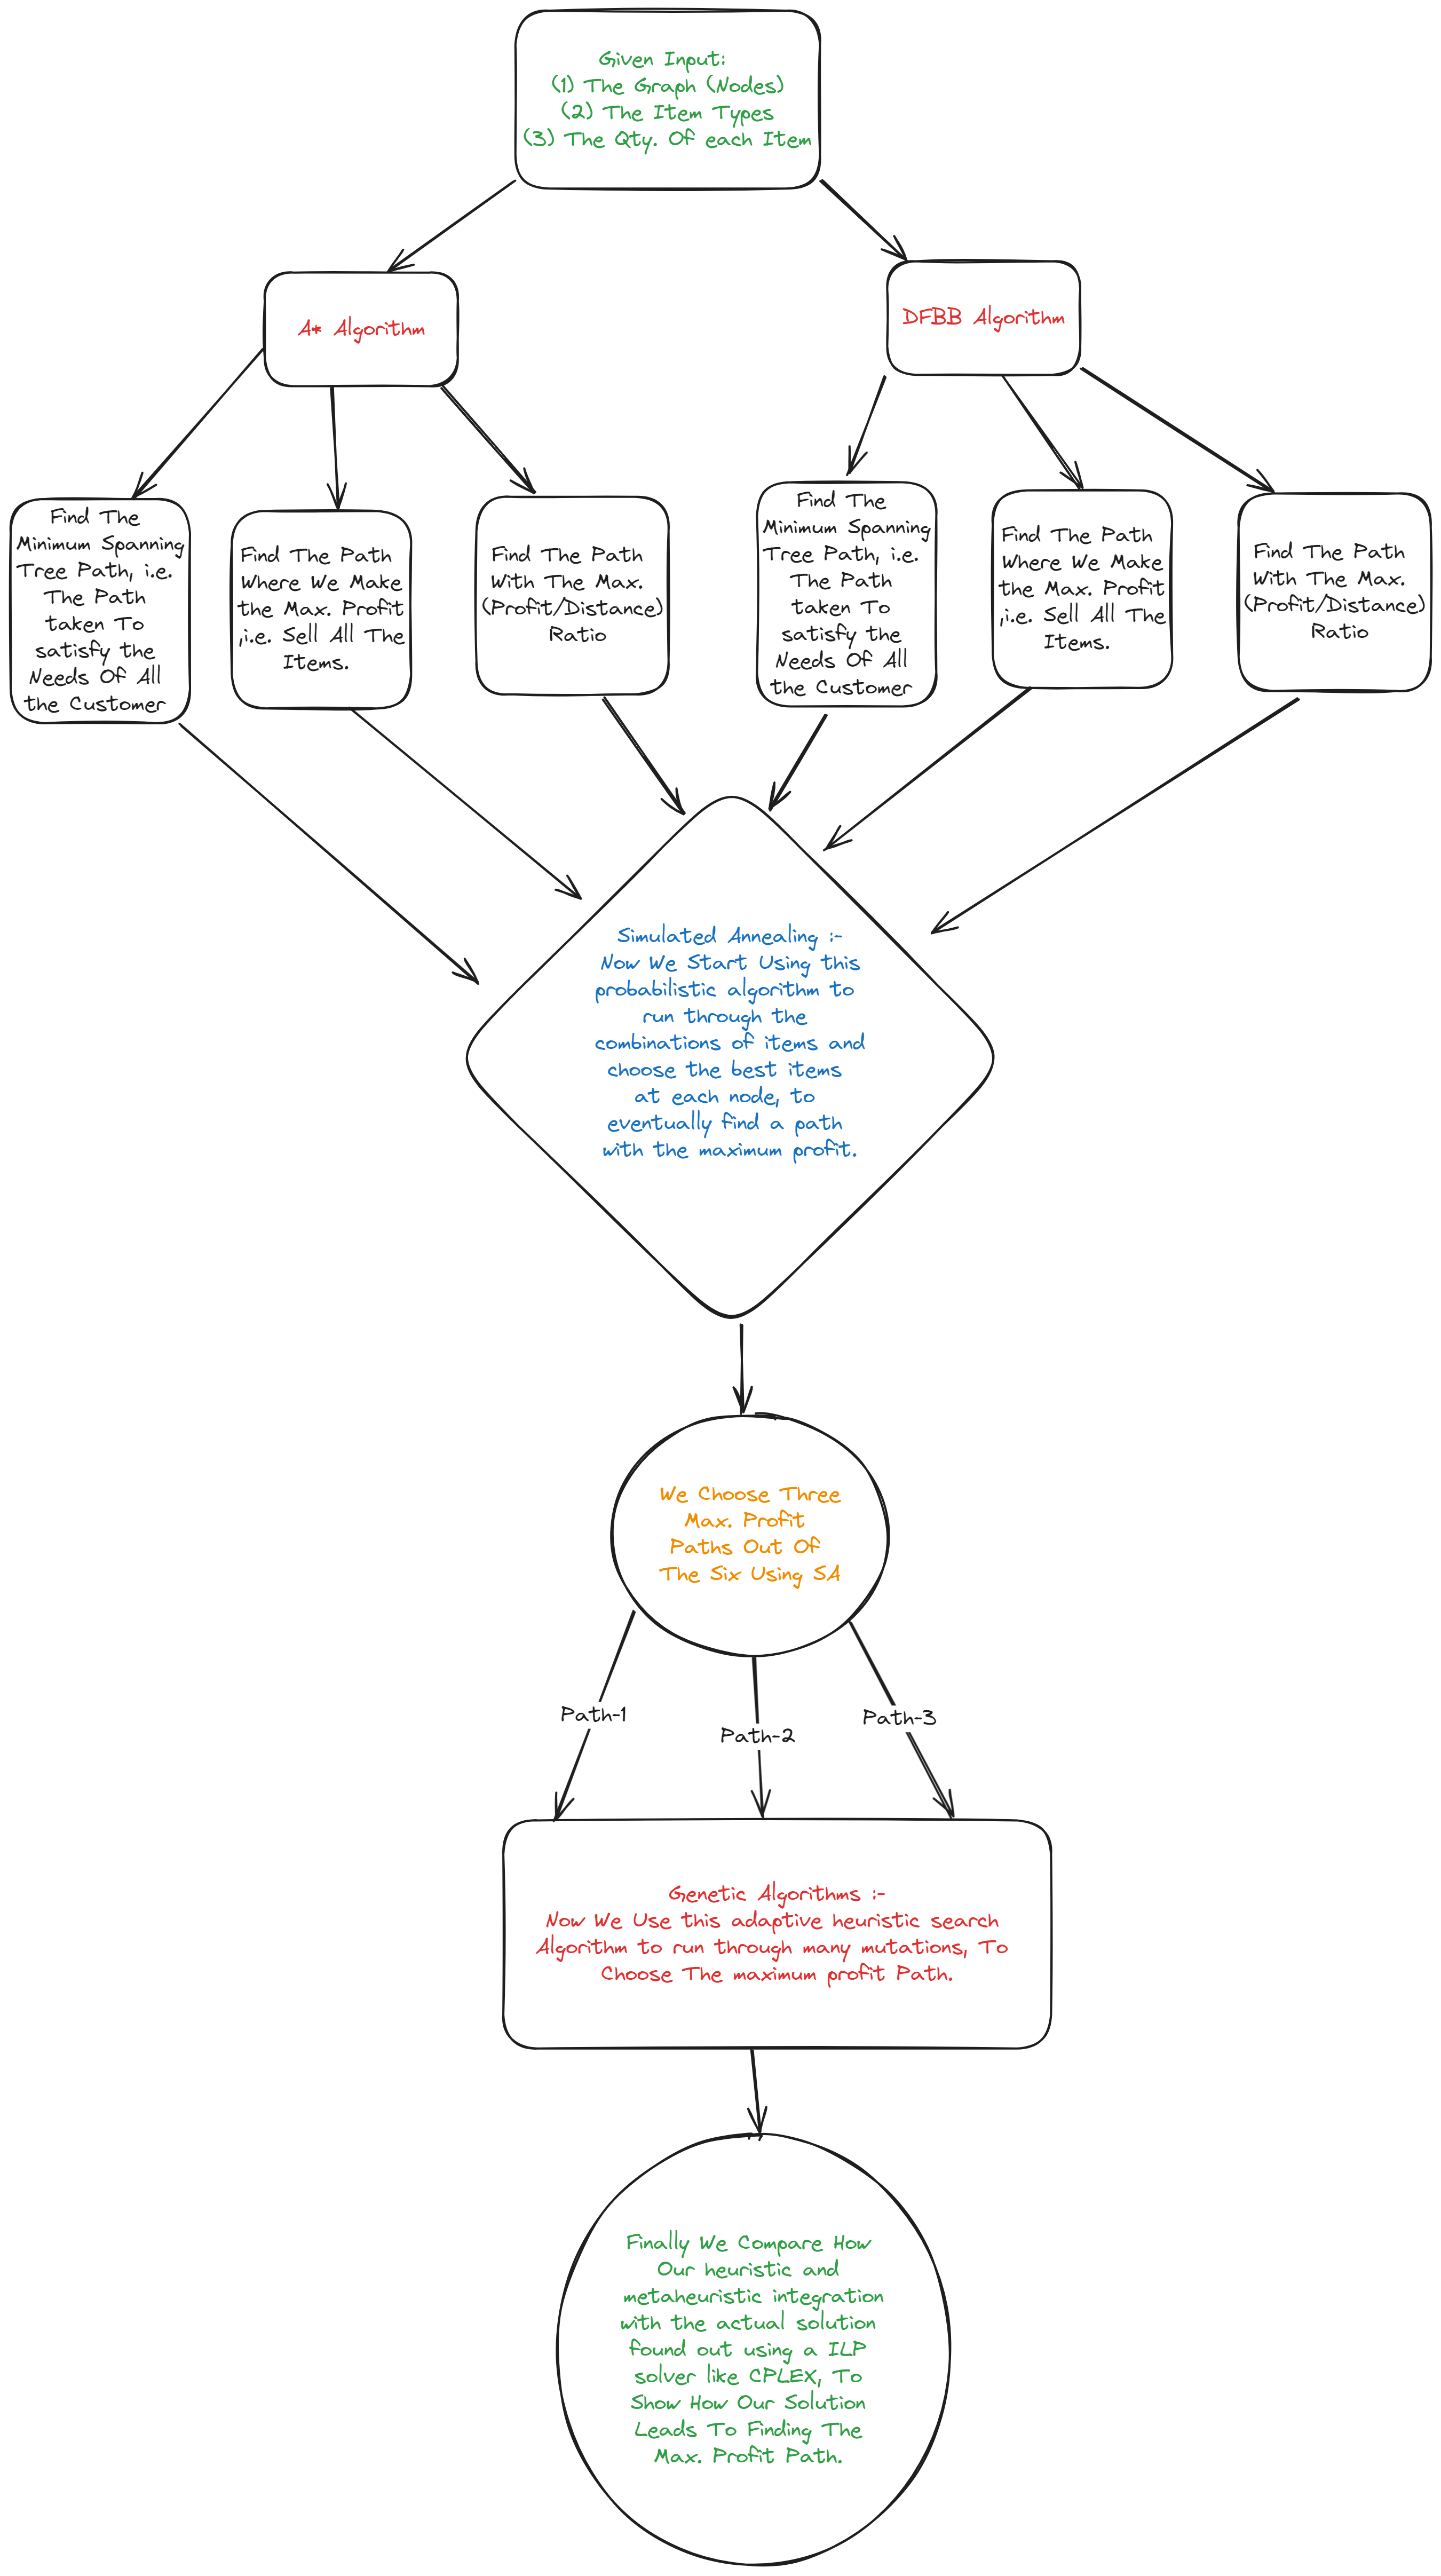 Given Input:
(1) The Graph (Nodes)
(2) The Item Types
(3) The Qty. Of each Item
A* Algorithm
DFBB Algorithm
Find The
Minimum Spanning
Tree Path, i.e.
The Path
taken To
satisfy the
Needs Of All
the Customer
Find The Path
Where We Make
the Max. Profit
,i.e. Sell All The
Items.
Find The Path
With The Max.
(Profit/Distance)
Ratio
Find The
Minimum Spanning
Tree Path, i.e.
The Path
taken To
satisfy the
Needs Of All
the Customer
Find The Path
Where We Make
the Max. Profit
,i.e. Sell All The
Items.
Find The Path
With The Max.
(Profit/Distance)
Ratio
Simulated Annealing :-
Now We Start Using this
probabilistic algorithm to
run through the
combinations of items and
choose the best items
at each node, to
eventually find a path
with the maximum profit.
We Choose Three
Max. Profit
Paths Out Of
The Six Using SA
Path-1
Path-2
Path-3
Genetic Algorithms :-
Now We Use this adaptive heuristic search
Algorithm to run through many mutations, To
Choose The maximum profit Path.
Finally We Compare How
Our heuristic and
metaheuristic integration
with the actual solution
found out using a ILP
solver like CPLEX, To
Show How Our Solution
Leads To Finding The
Max. Profit Path.